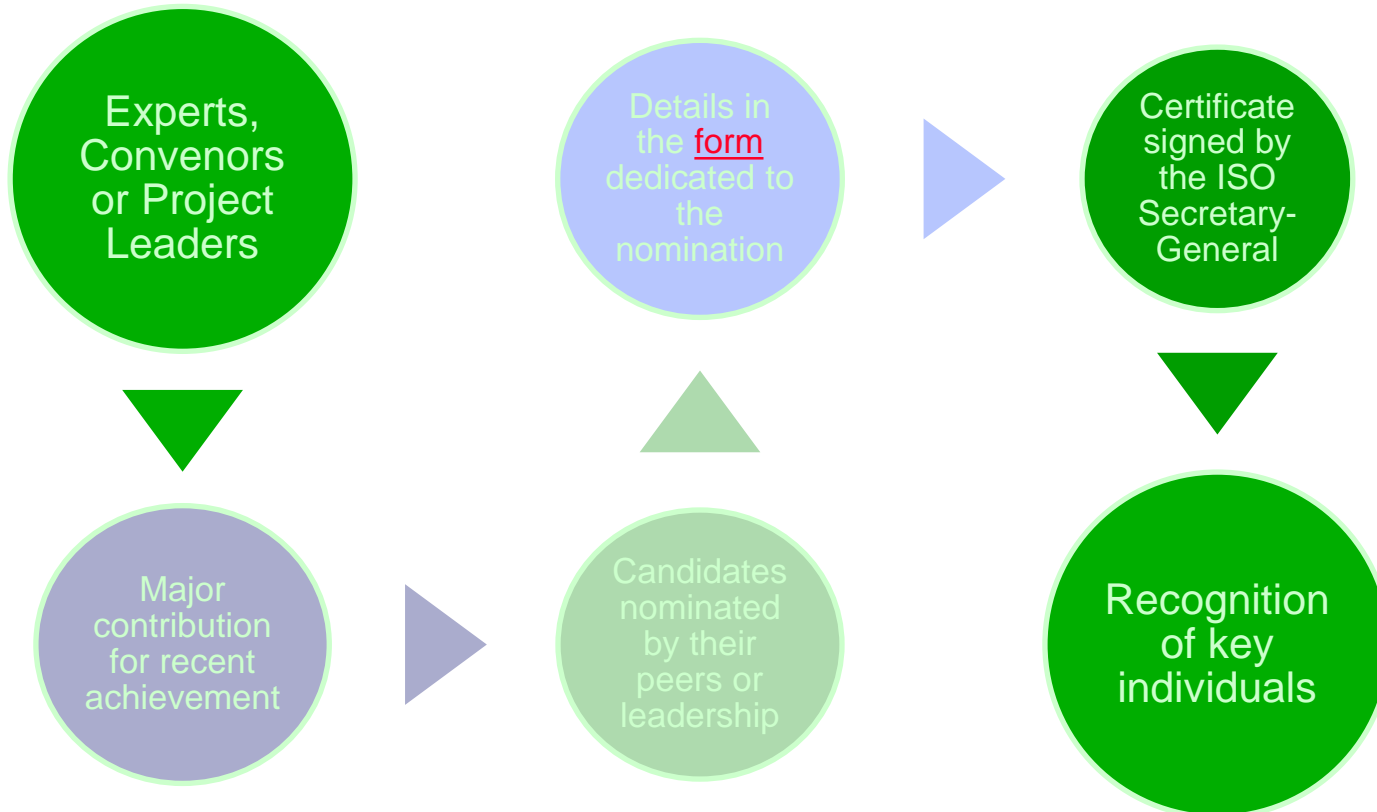 Experts,
Convenors
or Project
Leaders
Major
contribution
for recent
achievement
Candidates
nominated
by their
peers or
leadership
Details in
the form
dedicated to
the
nomination
Certificate
signed by
the ISO
Secretary-
General
Recognition
of key
individuals